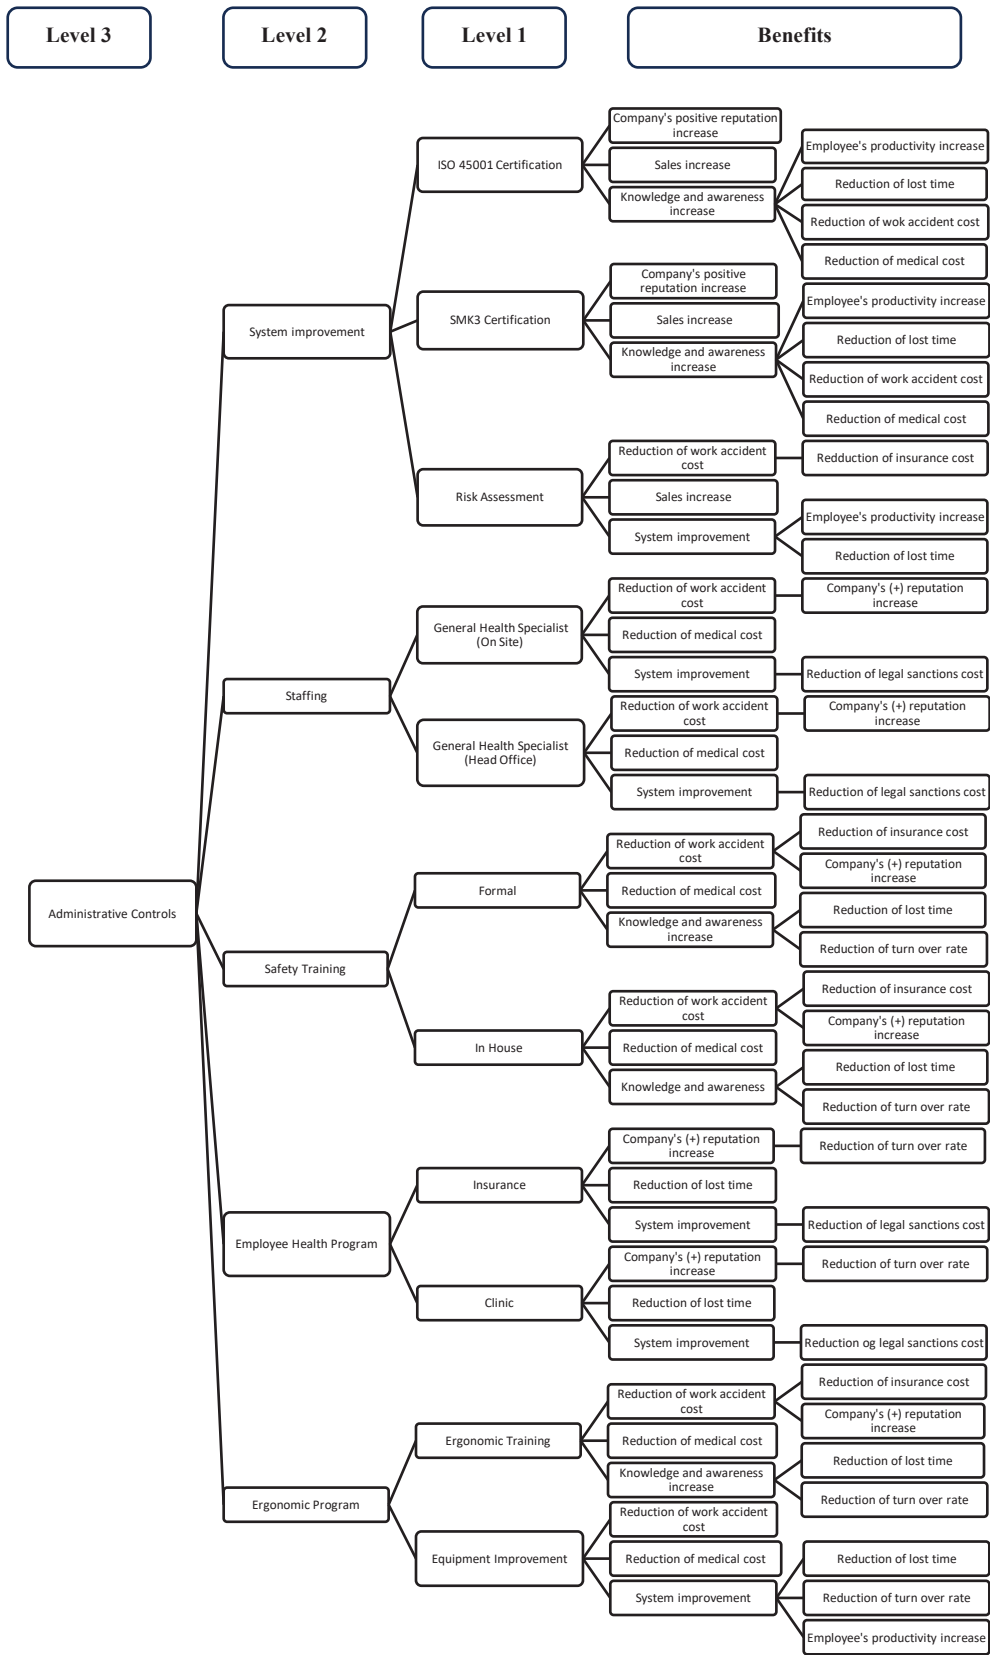 Level 3
Level 2
Level 1
Benefits
Administrative Controls
System improvement
ISO 45001 Certification
Company's positive reputation
increase
Sales increase
Knowledge and awareness
increase
Employee's productivity increase
Reduction of lost time
Reduction of wok accident cost
Reduction of medical cost
SMK3 Certification
Company's positive
reputation increase
Sales increase
Knowledge and awareness
increase
Employee's productivity increase
Reduction of lost time
Reduction of work accident cost
Reduction of medical cost
Risk Assessment
Reduction of work accident
cost
Redduction of insurance cost
Sales increase
System improvement
Employee's productivity increase
Reduction of lost time
Staffing
General Health Specialist
(On Site)
Reduction of work accident
cost
Company's (+) reputation
increase
Reduction of medical cost
System improvement
Reduction of legal sanctions cost
General Health Specialist
(Head Office)
Reduction of work accident
cost
Company's (+) reputation
increase
Reduction of medical cost
System improvement
Reduction of legal sanctions cost
Safety Training
Formal
Reduction of work accident
cost
Reduction of insurance cost
Company's (+) reputation
increase
Reduction of medical cost
Knowledge and awareness
increase
Reduction of lost time
Reduction of turn over rate
In House
Reduction of work accident
cost
Reduction of insurance cost
Company's (+) reputation
increase
Reduction of medical cost
Knowledge and awareness
Reduction of lost time
Reduction of turn over rate
Employee Health Program
Insurance
Company's (+) reputation
increase
Reduction of turn over rate
Reduction of lost time
System improvement
Reduction of legal sanctions cost
Clinic
Company's (+) reputation
increase
Reduction of turn over rate
Reduction of lost time
System improvement
Reduction og legal sanctions cost
Ergonomic Program
Ergonomic Training
Reduction of work accident
cost
Reduction of insurance cost
Company's (+) reputation
increase
Reduction of medical cost
Knowledge and awareness
increase
Reduction of lost time
Reduction of turn over rate
Equipment Improvement
Reduction of work accident
cost
Reduction of medical cost
System improvement
Reduction of lost time
Reduction of turn over rate
Employee's productivity increase